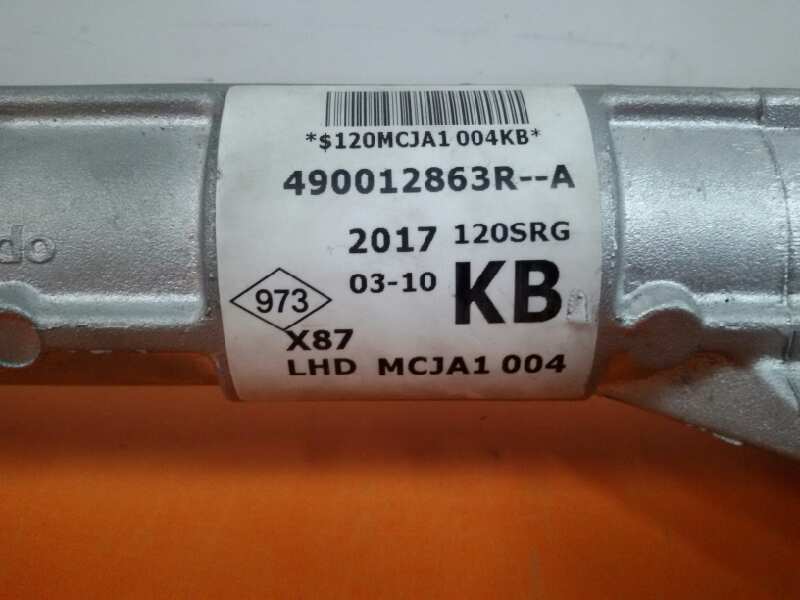 *$120MCJA1 004KB*
490012863R--A
2017 120SRG
03-10 KB
973
X87
LHD MCJA1 004